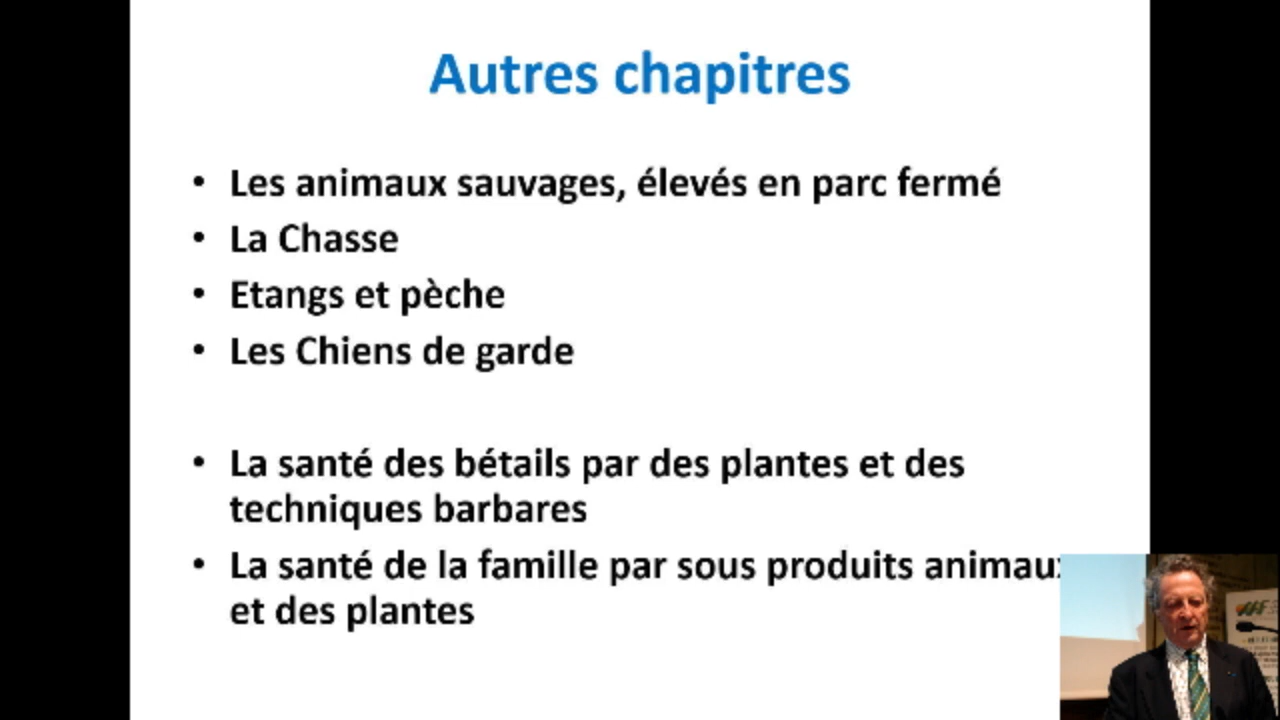 Autres chapitres
• Les animaux sauvages, élevés en parc fermé
• La Chasse
• Etangs et pèche
• Les Chiens de garde
• La santé des bétails par des plantes et des
techniques barbares
• La santé de la famille par sous produits animaux
et des plantes